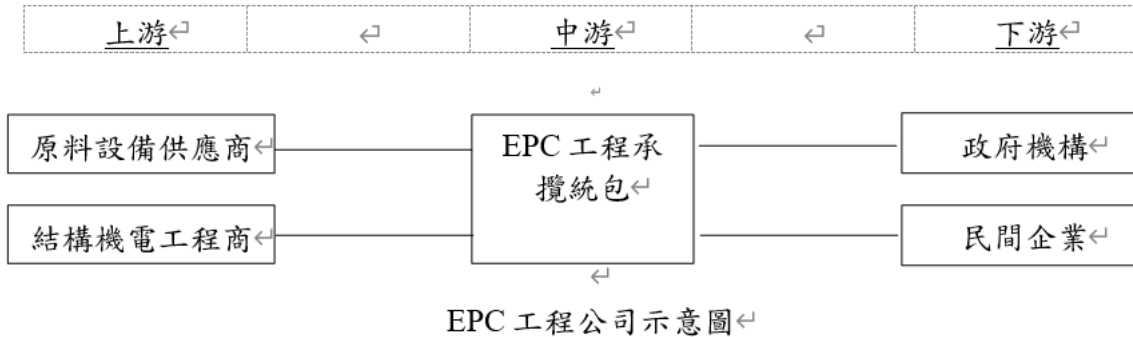 上游 中游 下游
原料設備供應商 EPC 工程承 政府機構
攬統包
結構機電工程商 民間企業
EPC 工程公司示意圖